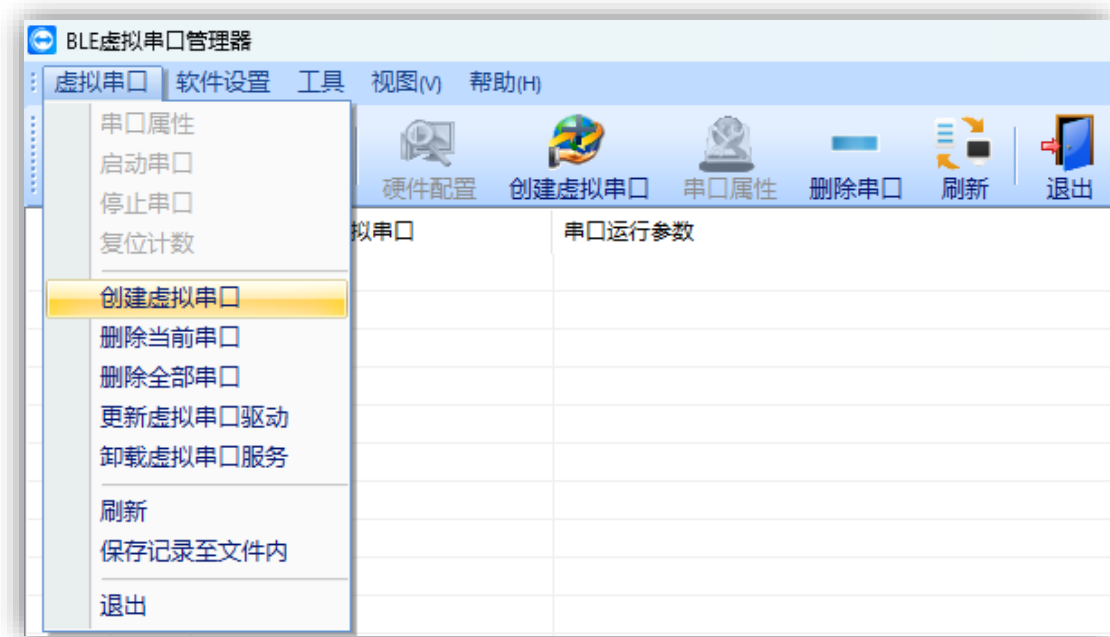 BLE虚拟串口管理器
虚拟串口 软件设置 工具 视图(V) 帮助(H)
硬件配置 创建虚拟串口 串口属性 删除串口 刷新 退出
拟串口 串口运行参数
串口属性
启动串口
停止串口
复位计数
创建虚拟串口
删除当前串口
删除全部串口
更新虚拟串口驱动
卸载虚拟串口服务
刷新
保存记录至文件内
退出